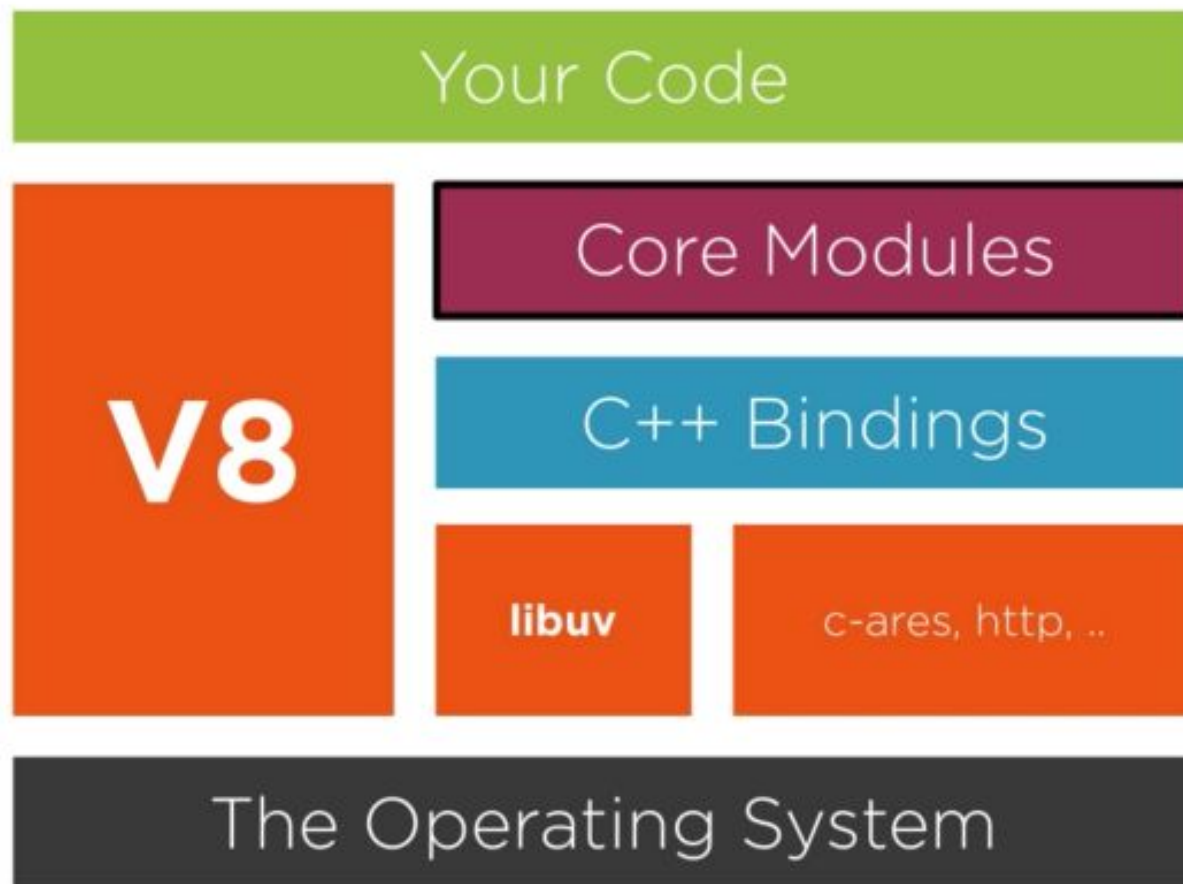 Your Code
Core Modules
V8
C++ Bindings
libuv
c-ares, http, ..
The Operating System